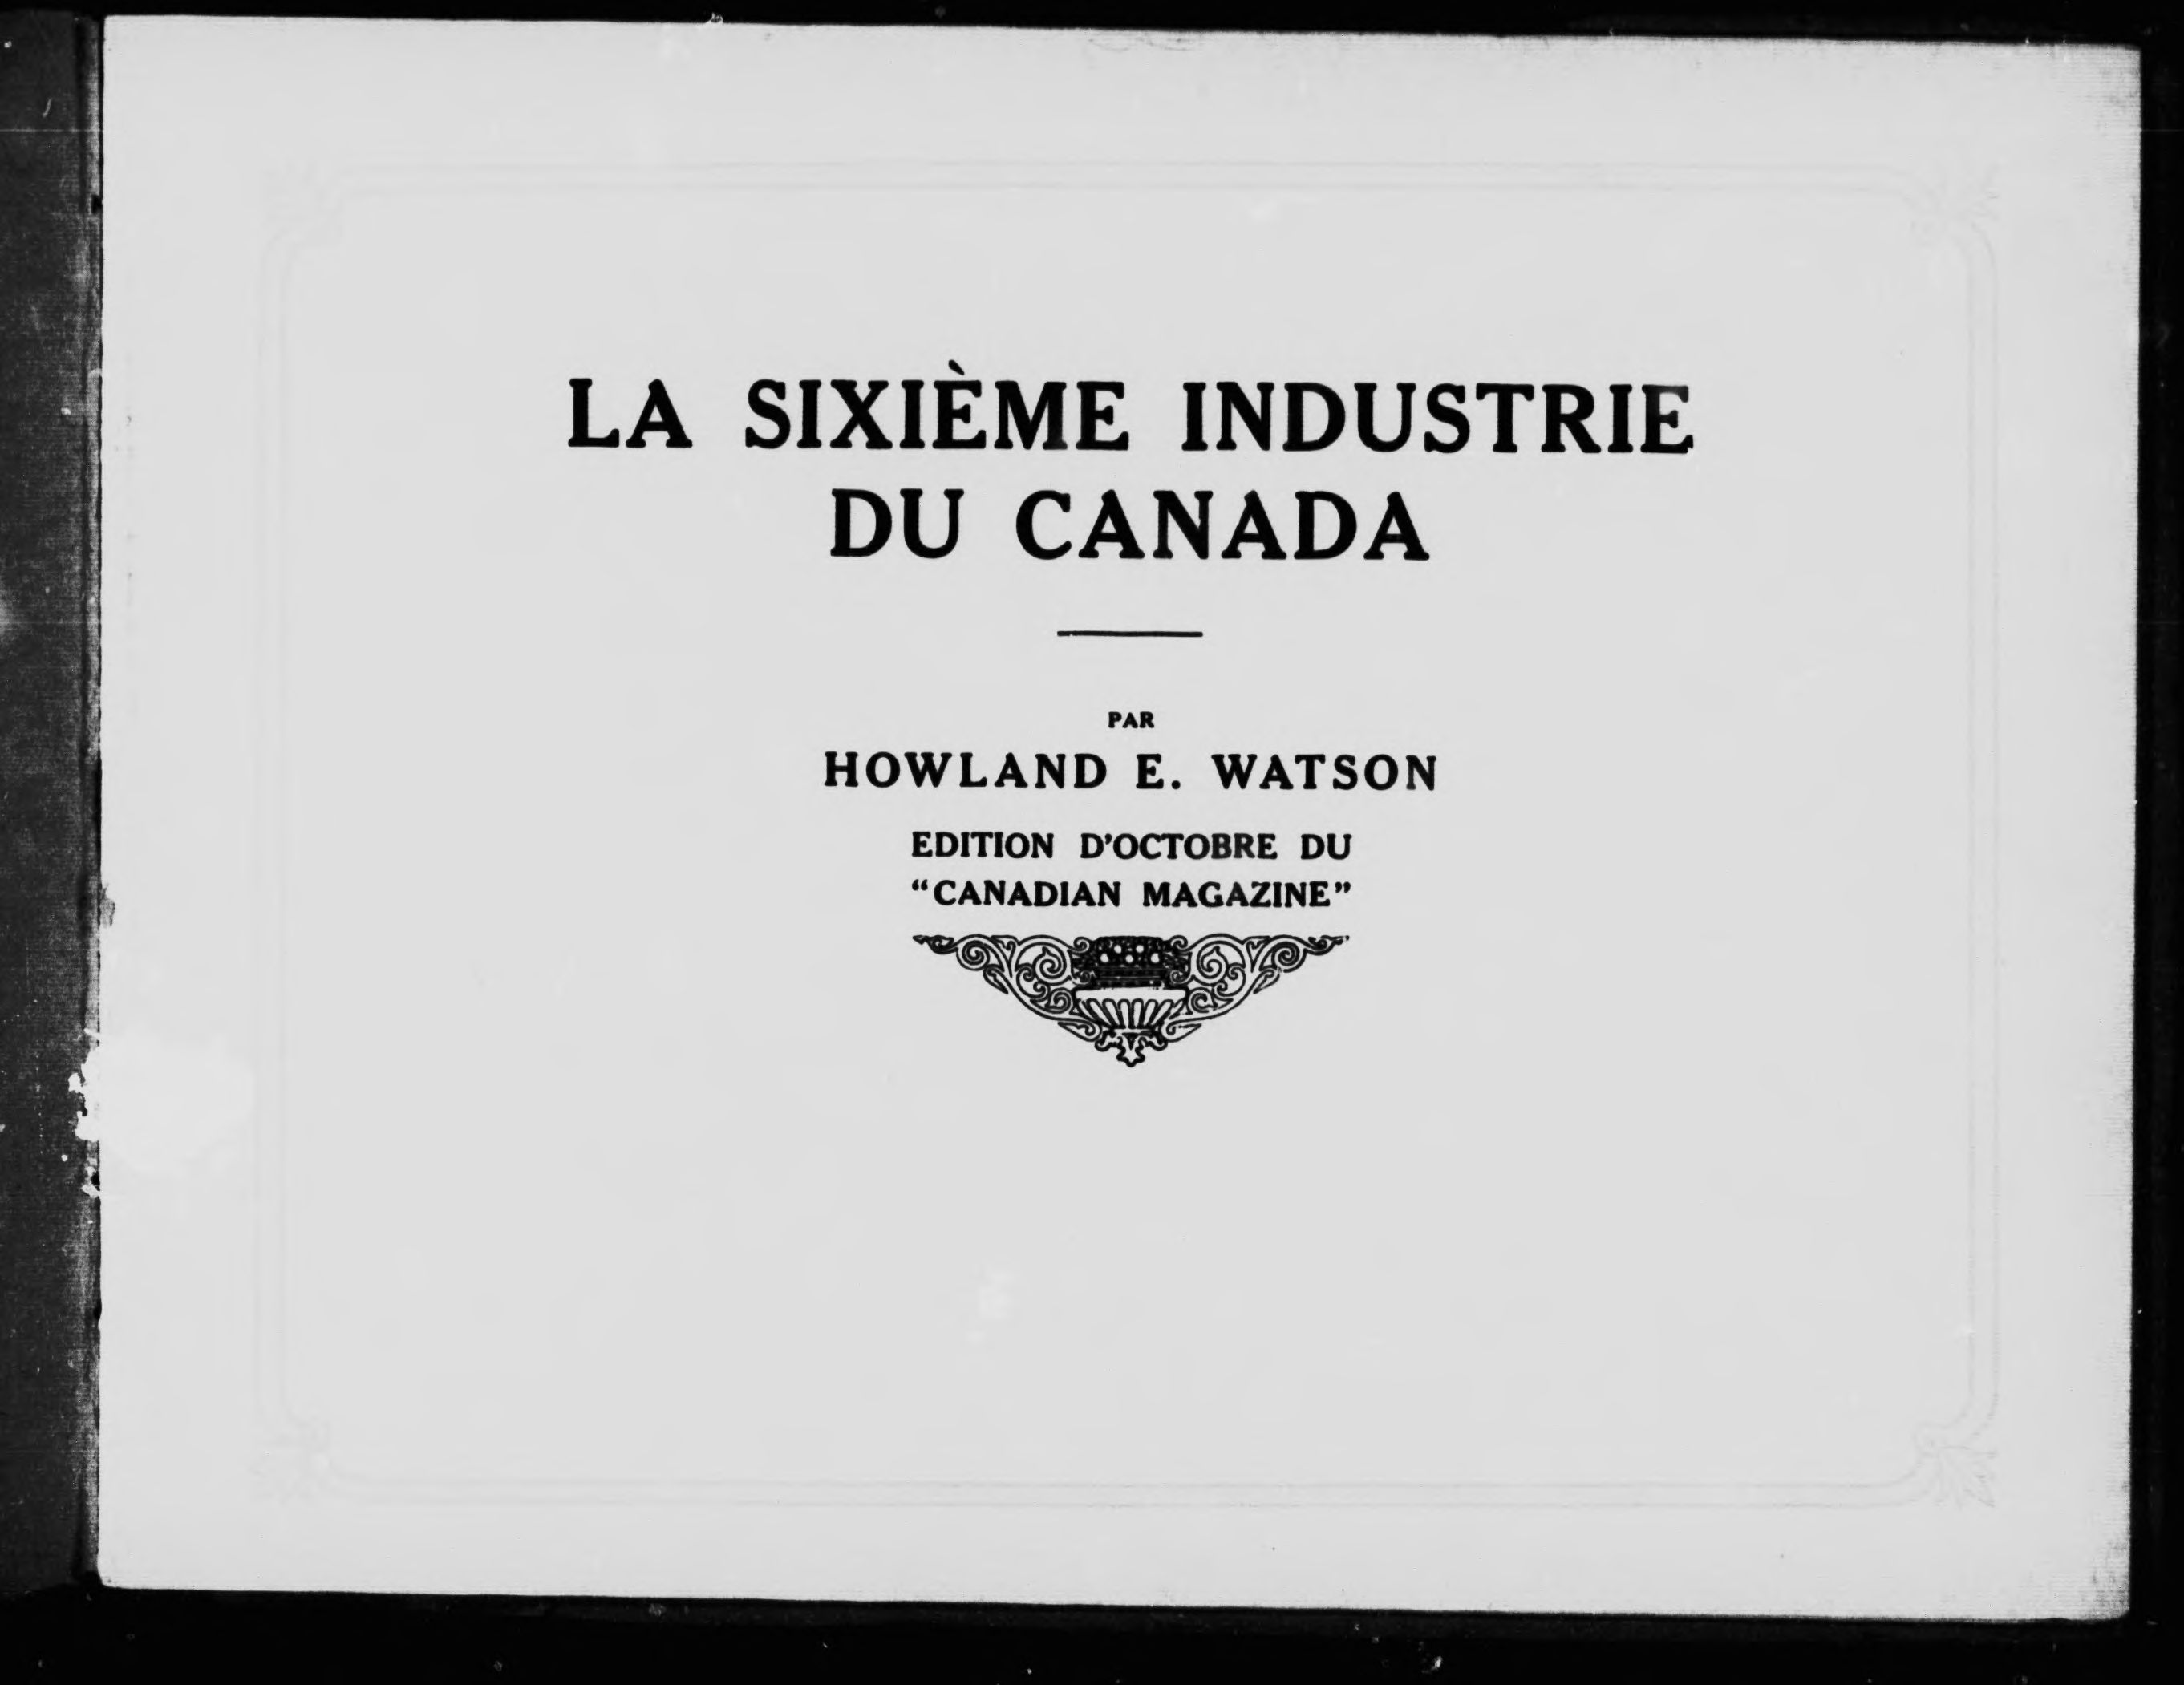 LA SIXIÈME INDUSTRIE
DU CANADA
PAR
HOWLAND E. WATSON
EDITION D'OCTOBRE DU
“CANADIAN MAGAZINE”